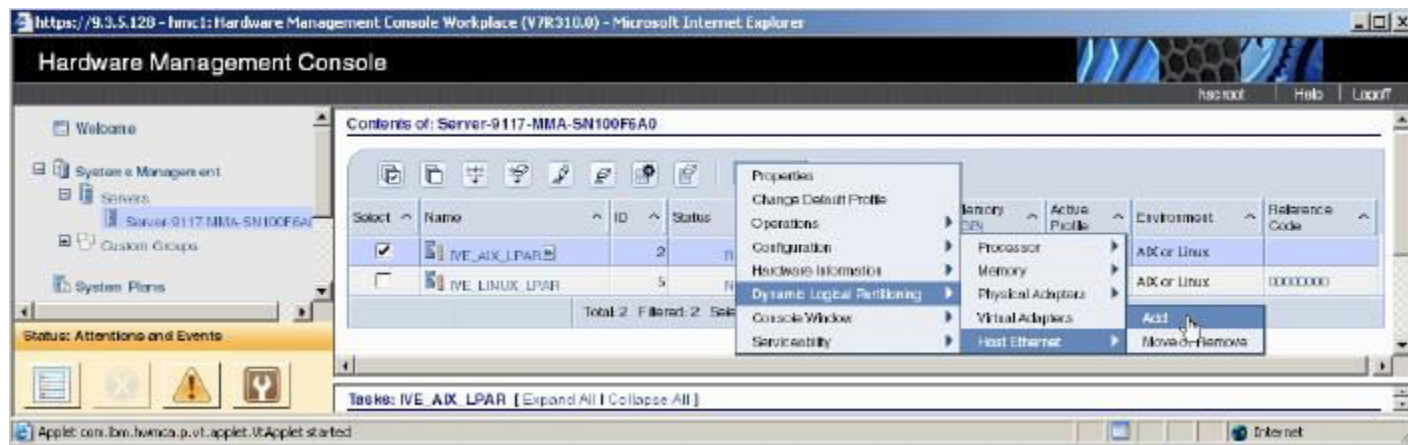 https://9.3.5.128 - hmc1: Hardware Management Console Workplace (V7R310.0) - Microsoft Internet Explorer
Hardware Management Console
hscroot | Help | Logoff
Welcome
Systems Management
Servers
Server-9117-MMA-SN100F6A0
Custom Groups
System Plans
Status: Attentions and Events
Contents of: Server-9117-MMA-SN100F6A0
Select Name ID Status Active Profile Environment Reference Code
IVE_AIX_LPAR 2 AIX or Linux
IVE_LINUX_LPAR 5 AIX or Linux 00000000
Total: 2 Filtered: 2
Properties
Change Default Profile
Operations
Configuration
Hardware Information
Dynamic Logical Partitioning
Console Window
Serviceability
Processor
Memory
Physical Adapters
Virtual Adapters
Host Ethernet
Add
Move or Remove
Tasks: IVE_AIX_LPAR [ Expand All | Collapse All ]
Applet com.ibm.hwmca.p.vt.applet.VtApplet started
Internet